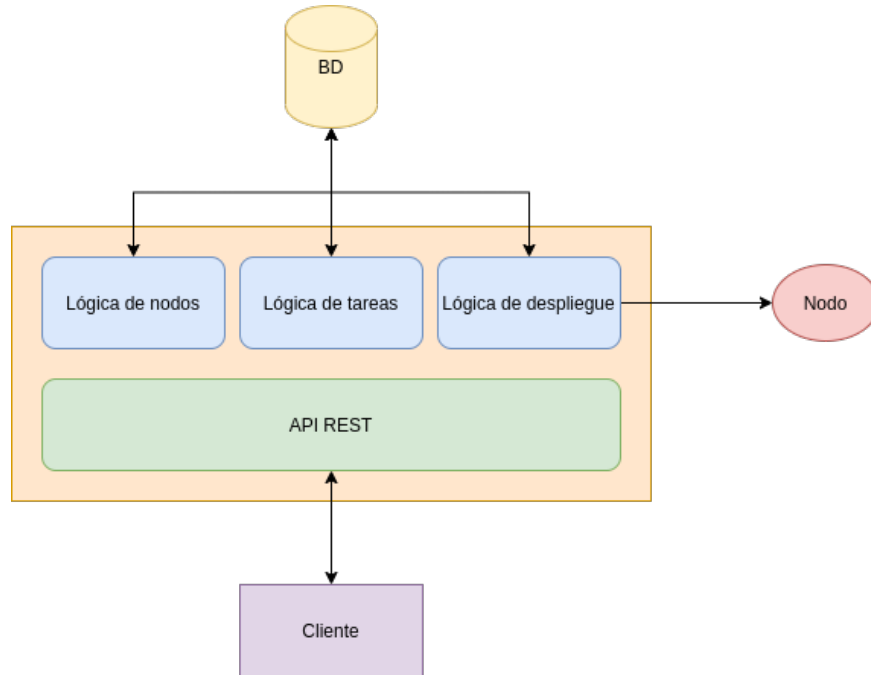 BD
Lógica de nodos
Lógica de tareas
Lógica de despliegue
Nodo
API REST
Cliente